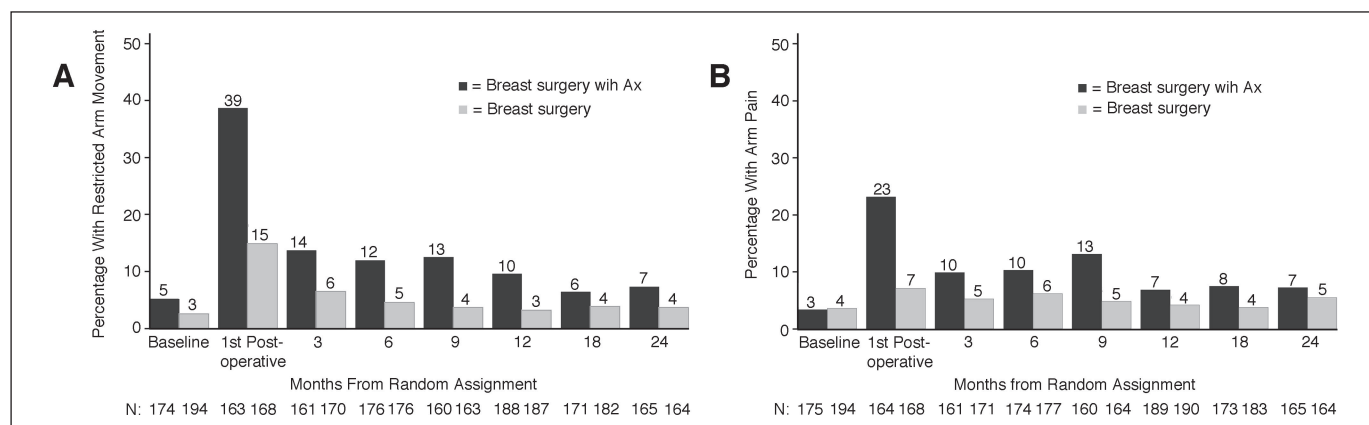 A
Percentage With Restricted Arm Movement
50
40
30
20
10
0
= Breast surgery wih Ax
= Breast surgery
5 3 39 15 14 6 12 5 13 4 10 3 6 4 7 4
Baseline 1st Post- 3 6 9 12 18 24
operative
Months From Random Assignment
N: 174 194 163 168 161 170 176 176 160 163 188 187 171 182 165 164
B
Percentage With Arm Pain
50
40
30
20
10
0
= Breast surgery wih Ax
= Breast surgery
3 4 23 7 10 5 10 6 13 5 7 4 8 4 7 5
Baseline 1st Post- 3 6 9 12 18 24
operative
Months from Random Assignment
N: 175 194 164 168 161 171 174 177 160 164 189 190 173 183 165 164